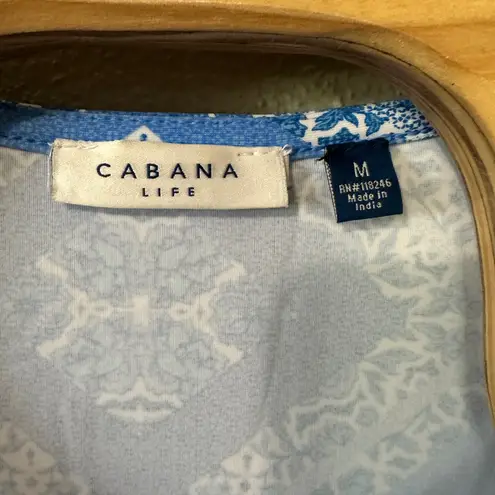 CABANA
LIFE
M
RN#118246
Made in
India